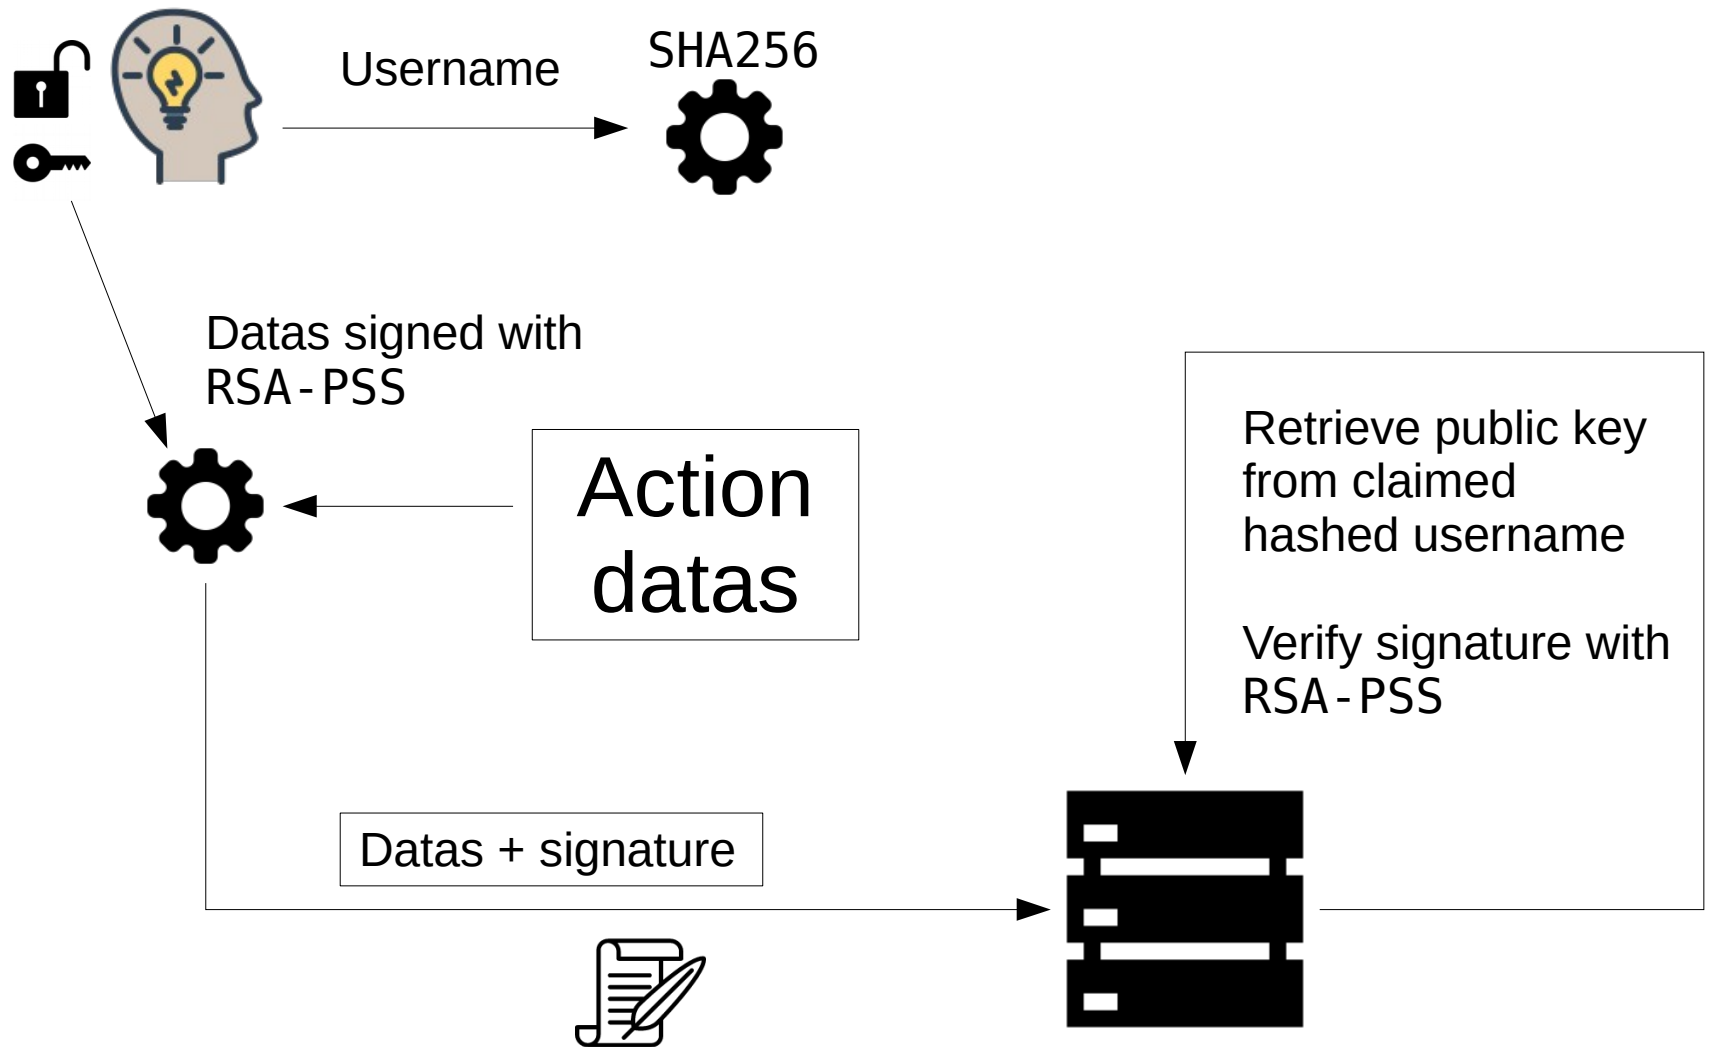 Username
SHA256
Datas signed with
RSA-PSS
Action
datas
Retrieve public key
from claimed
hashed username
Verify signature with
RSA-PSS
Datas + signature